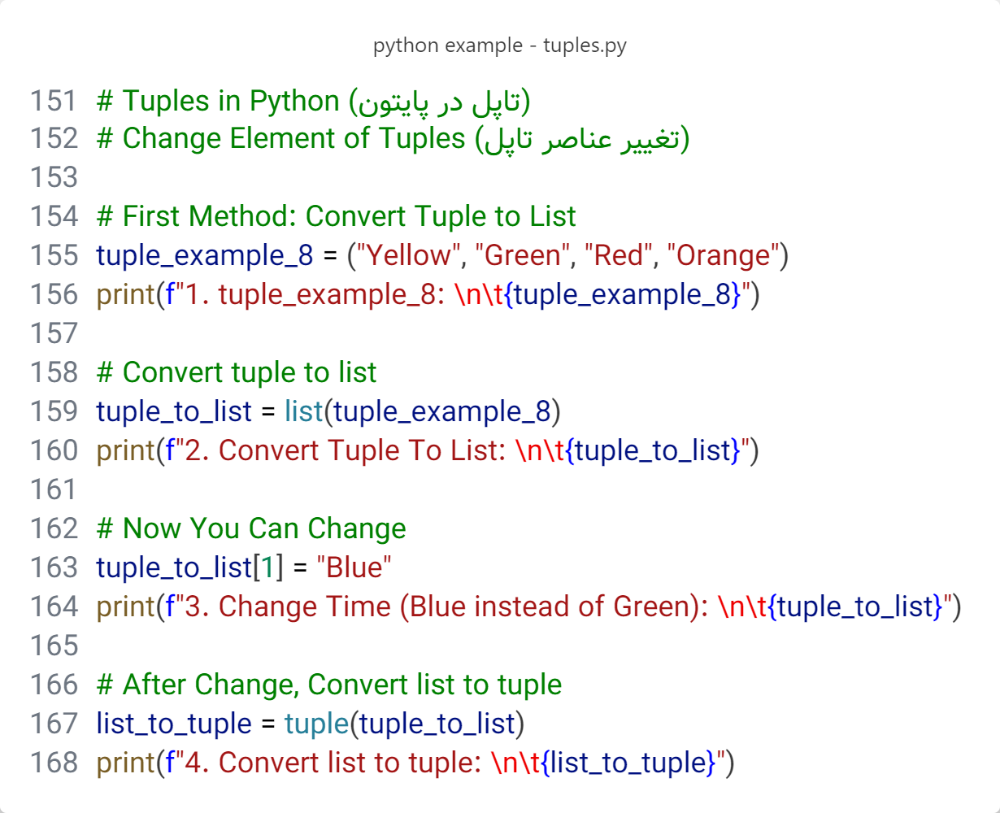 python example - tuples.py
151 # Tuples in Python (تاپل در پایتون)
152 # Change Element of Tuples (تغییر عناصر تاپل)
153
154 # First Method: Convert Tuple to List
155 tuple_example_8 = ("Yellow", "Green", "Red", "Orange")
156 print(f"1. tuple_example_8: \n\t{tuple_example_8}")
157
158 # Convert tuple to list
159 tuple_to_list = list(tuple_example_8)
160 print(f"2. Convert Tuple To List: \n\t{tuple_to_list}")
161
162 # Now You Can Change
163 tuple_to_list[1] = "Blue"
164 print(f"3. Change Time (Blue instead of Green): \n\t{tuple_to_list}")
165
166 # After Change, Convert list to tuple
167 list_to_tuple = tuple(tuple_to_list)
168 print(f"4. Convert list to tuple: \n\t{list_to_tuple}")